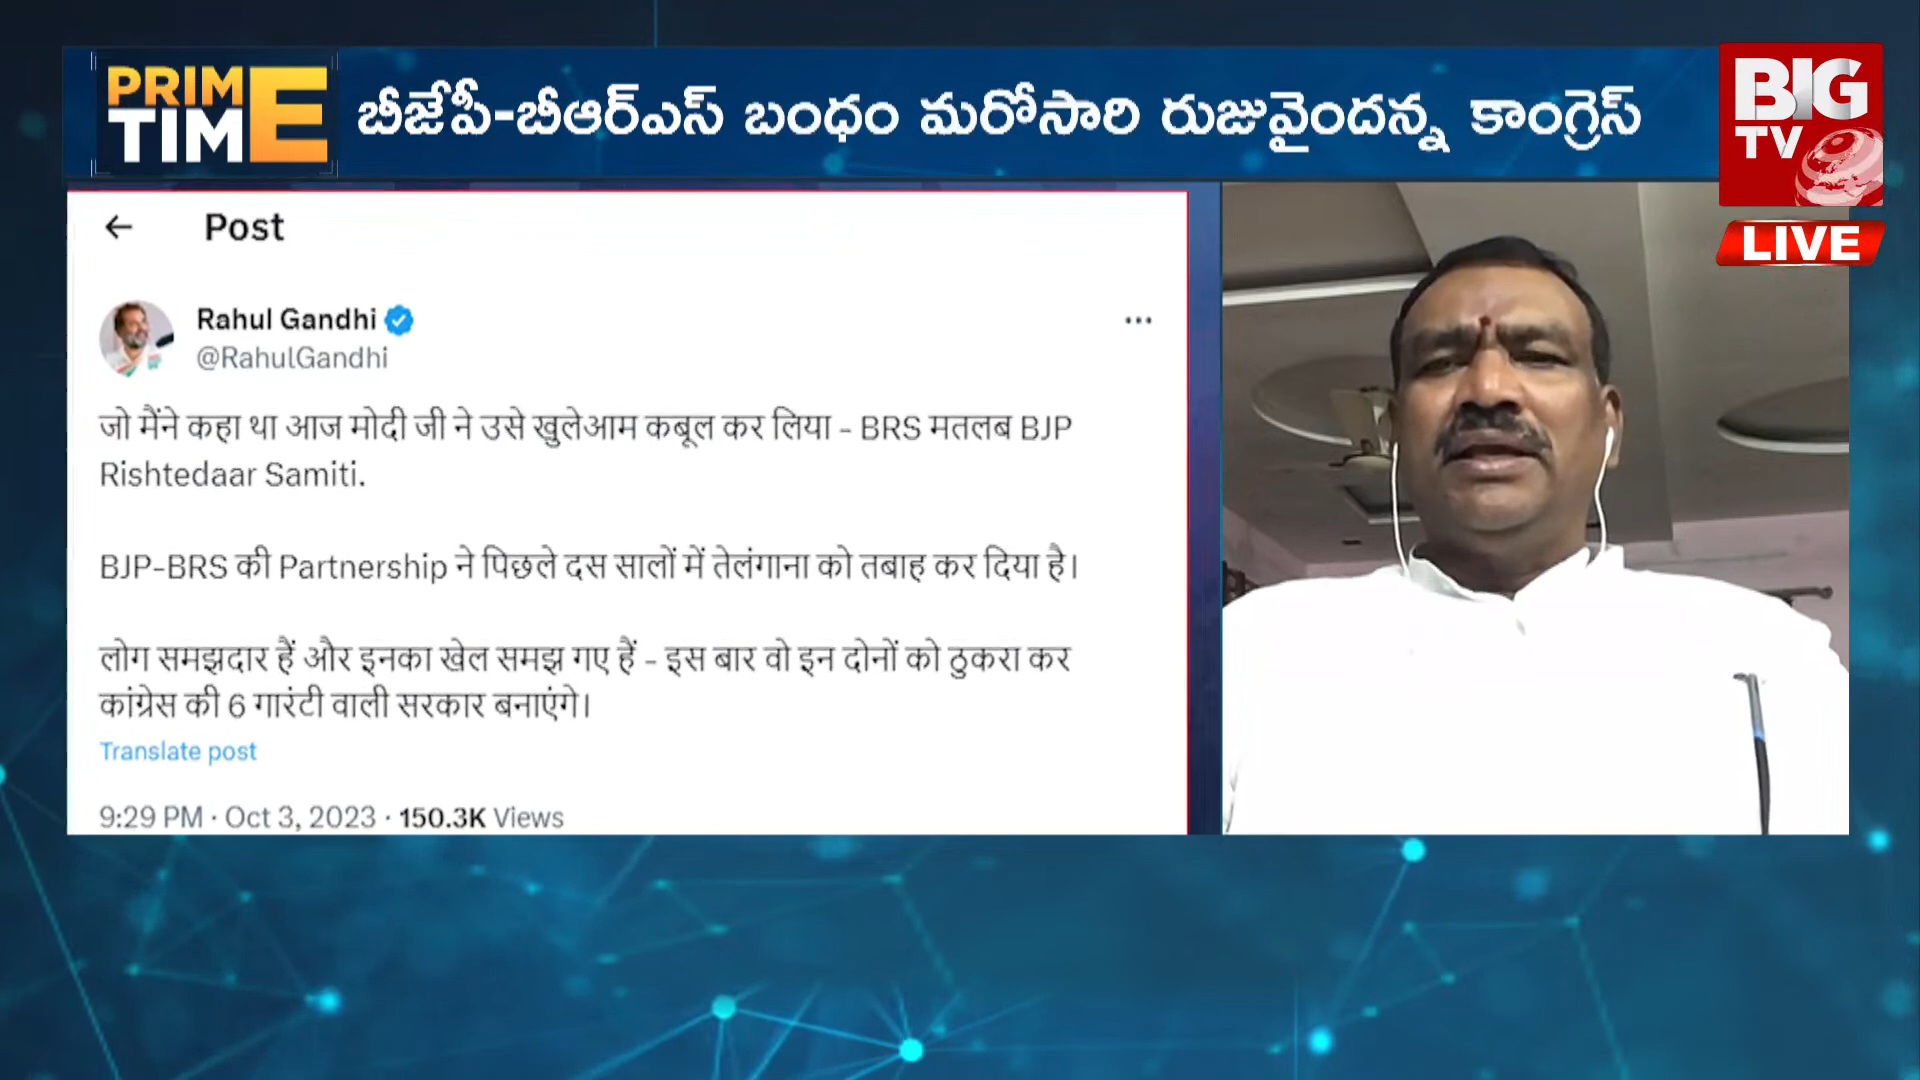 PRIME TIME
బీజేపీ-బీఆర్ఎస్ బంధం మరోసారి రుజువైందన్న కాంగ్రెస్
BIG
TV
LIVE
Post
Rahul Gandhi
@RahulGandhi
जो मैंने कहा था आज मोदी जी ने उसे खुलेआम कबूल कर लिया - BRS मतलब BJP
Rishtedaar Samiti.
BJP-BRS की Partnership ने पिछले दस सालों में तेलंगाना को तबाह कर दिया है।
लोग समझदार हैं और इनका खेल समझ गए हैं - इस बार वो इन दोनों को ठुकरा कर
कांग्रेस की 6 गारंटी वाली सरकार बनाएंगे।
Translate post
9:29 PM · Oct 3, 2023 · 150.3K Views